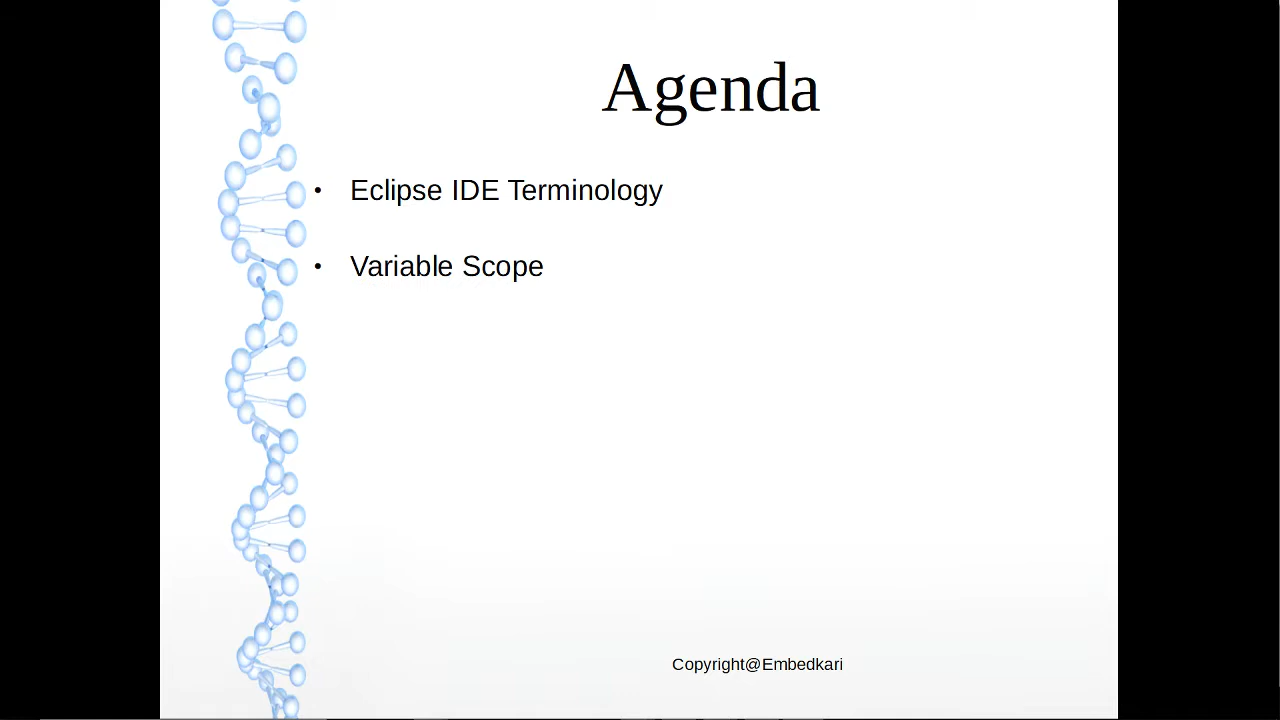 Agenda
• Eclipse IDE Terminology
• Variable Scope
Copyright@Embedkari